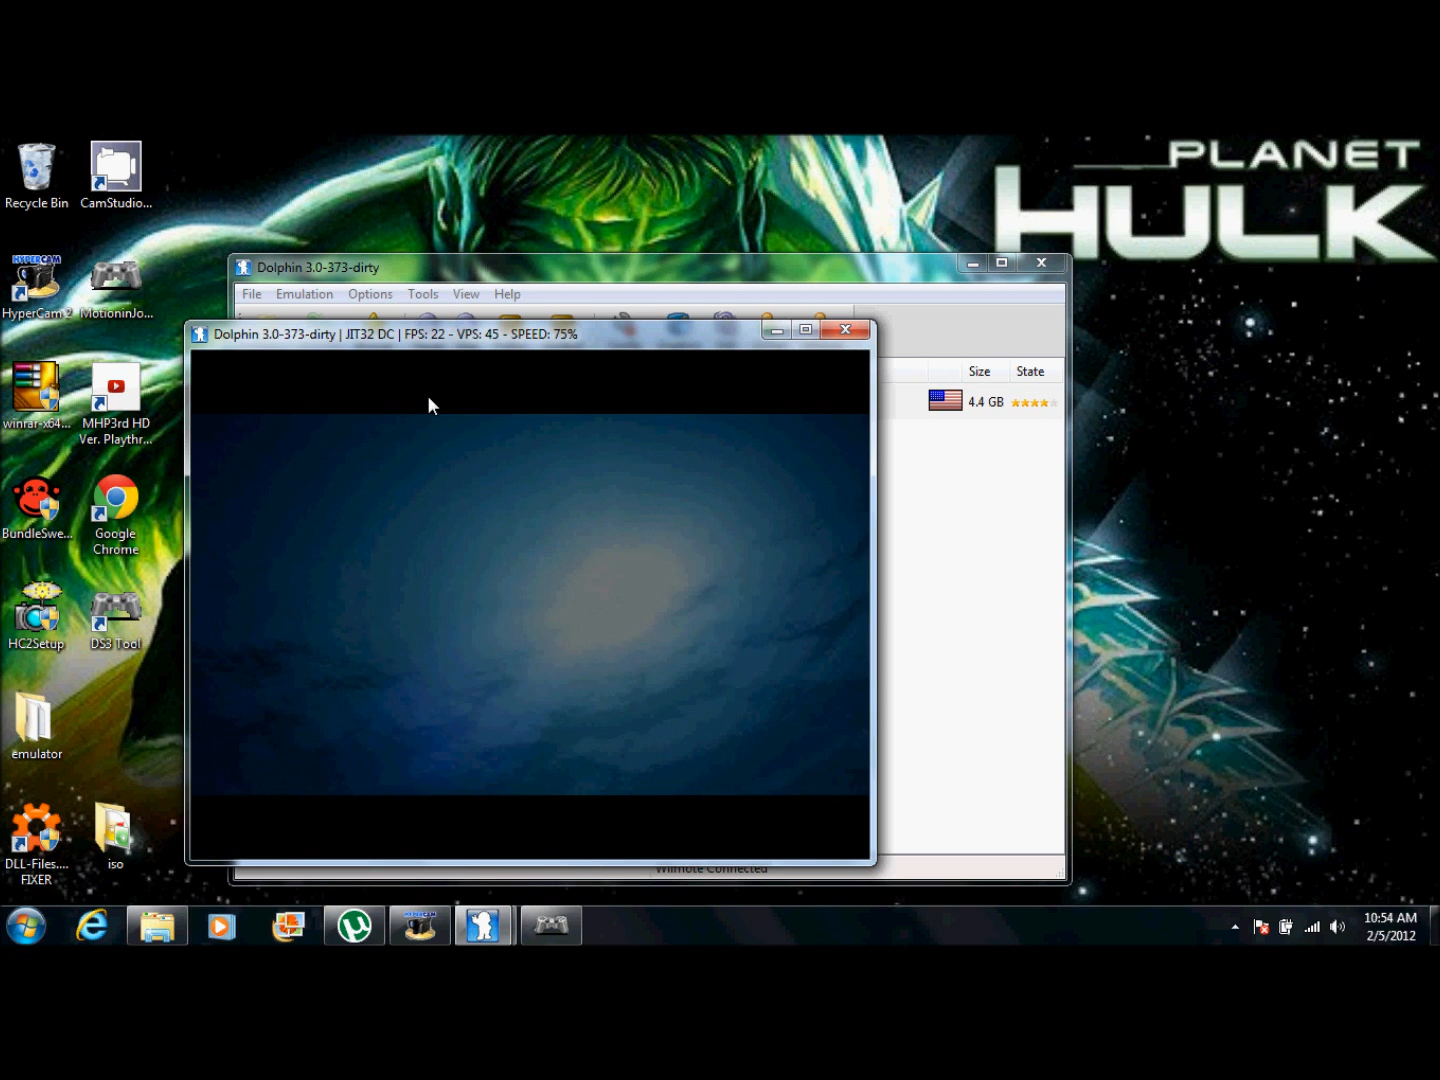 PLANET
HULK
Recycle Bin
CamStudio...
HYPERCAM
HyperCam 2
MotioninJo...
winrar-x64...
MHP3rd HD
Ver. Playthr...
BundleSwe...
Google
Chrome
HC2Setup
DS3 Tool
emulator
DLL-Files....
FIXER
iso
Dolphin 3.0-373-dirty
File Emulation Options Tools View Help
Dolphin 3.0-373-dirty | JIT32 DC | FPS: 22 - VPS: 45 - SPEED: 75%
Size State
4.4 GB
Wiimote Connected
HYPERCAM
10:54 AM
2/5/2012